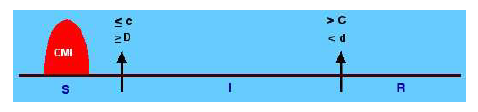 ≤ c > C
≥ D < d
CMI
S I R